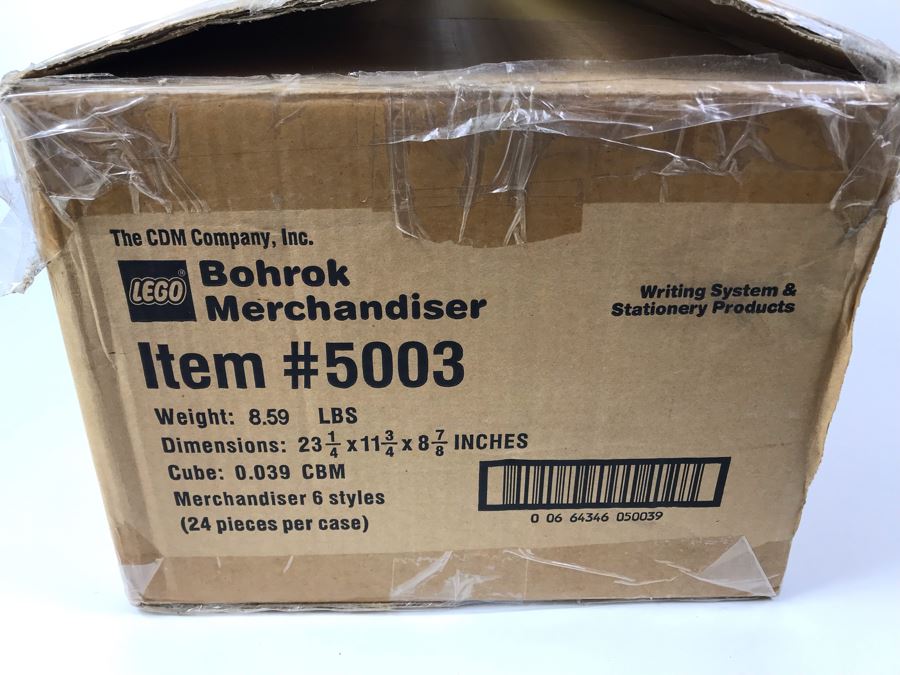 The CDM Company, Inc.
LEGO® Bohrok
Merchandiser
Writing System &
Stationery Products
Item #5003
Weight: 8.59 LBS
Dimensions: 23 1/4 x 11 3/4 x 8 7/8 INCHES
Cube: 0.039 CBM
Merchandiser 6 styles
(24 pieces per case)
0 06 64346 050039